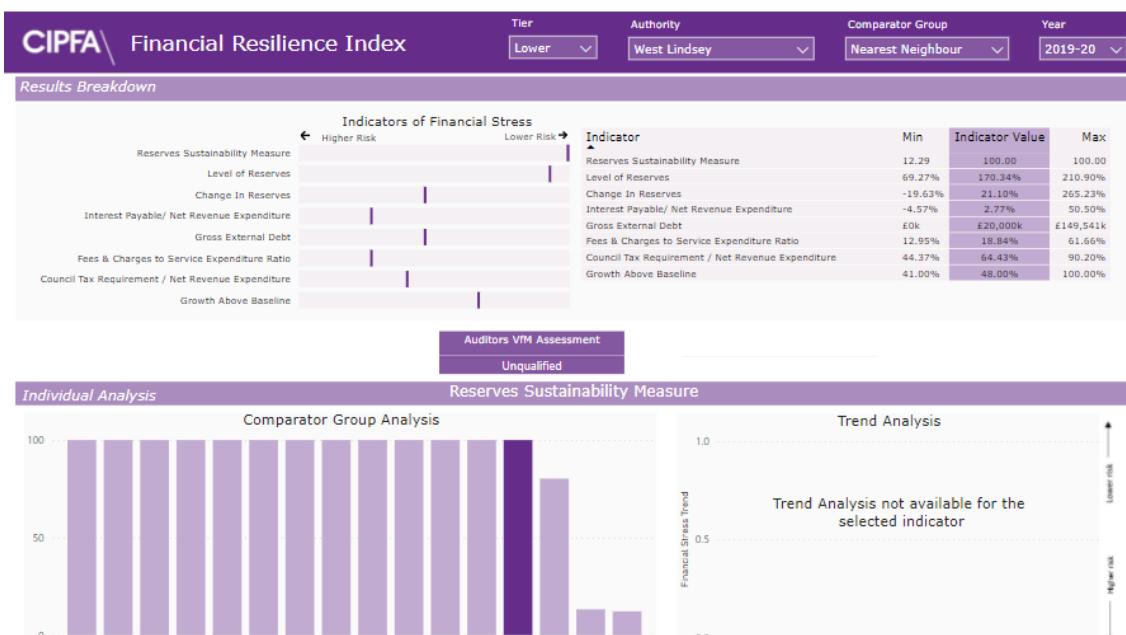 CIPFA\ Financial Resilience Index
Tier Authority Comparator Group Year
Lower West Lindsey Nearest Neighbour 2019-20
Results Breakdown
Indicators of Financial Stress
← Higher Risk Lower Risk →
Reserves Sustainability Measure
Level of Reserves
Change In Reserves
Interest Payable/ Net Revenue Expenditure
Gross External Debt
Fees & Charges to Service Expenditure Ratio
Council Tax Requirement / Net Revenue Expenditure
Growth Above Baseline
Indicator Min Indicator Value Max
Reserves Sustainability Measure 12.29 100.00 100.00
Level of Reserves 69.27% 170.34% 210.90%
Change In Reserves -19.63% 21.10% 265.23%
Interest Payable/ Net Revenue Expenditure -4.57% 2.77% 50.50%
Gross External Debt £0k £20,000k £149,541k
Fees & Charges to Service Expenditure Ratio 12.95% 18.84% 61.66%
Council Tax Requirement / Net Revenue Expenditure 44.37% 64.43% 90.20%
Growth Above Baseline 41.00% 48.00% 100.00%
Auditors VfM Assessment
Unqualified
Individual Analysis Reserves Sustainability Measure
Comparator Group Analysis
100
50
Trend Analysis
1.0
0.5
Financial Stress Trend
Trend Analysis not available for the
selected indicator
Lower risk
Higher risk